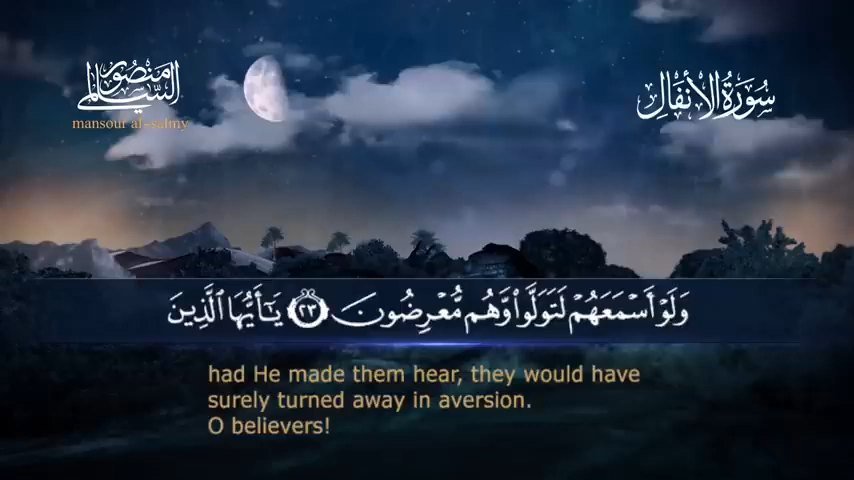 منصور السالمي
mansour al-salmy
سُورَةُ الأَنفَالِ
وَلَوْ أَسْمَعَهُمْ لَتَوَلَّوا۟ وَّهُم مُّعْرِضُونَ ٢٣ يَـٰٓأَيُّهَا ٱلَّذِينَ
had He made them hear, they would have
surely turned away in aversion.
O believers!